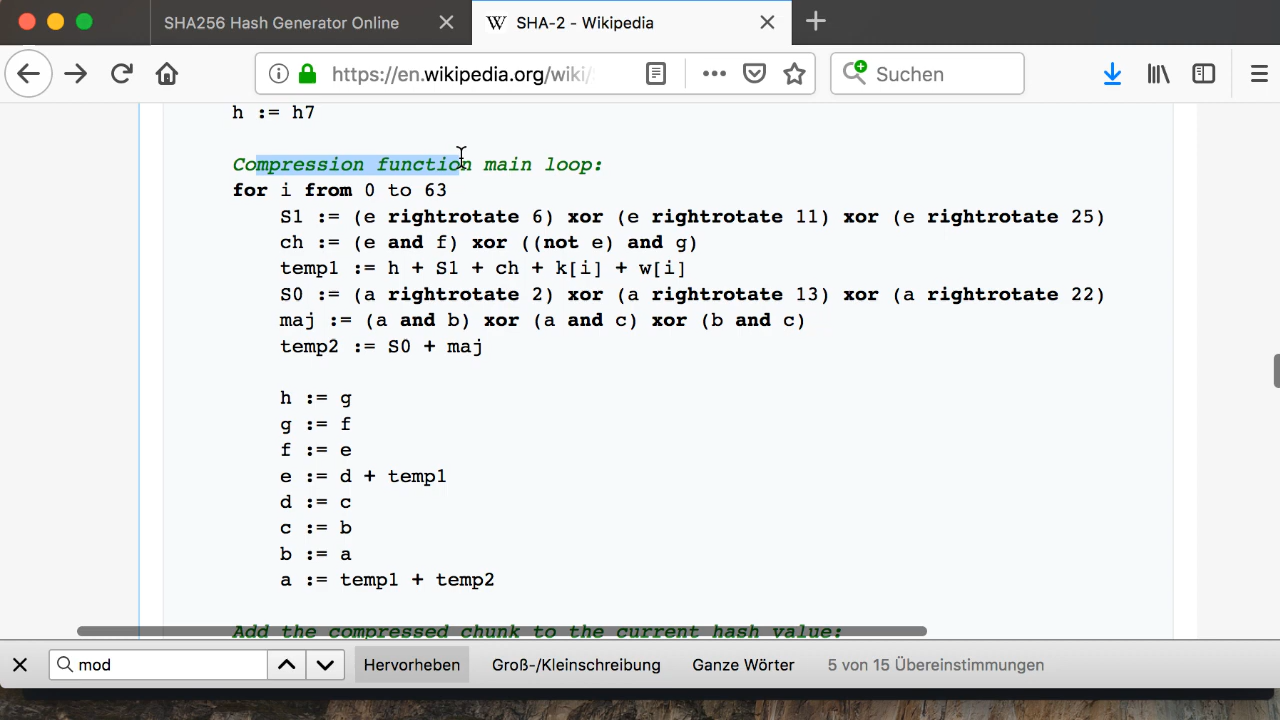 SHA256 Hash Generator Online
W SHA-2 - Wikipedia
https://en.wikipedia.org/wiki/
Suchen
h := h7
Compression function main loop:
for i from 0 to 63
S1 := (e rightrotate 6) xor (e rightrotate 11) xor (e rightrotate 25)
ch := (e and f) xor ((not e) and g)
temp1 := h + S1 + ch + k[i] + w[i]
S0 := (a rightrotate 2) xor (a rightrotate 13) xor (a rightrotate 22)
maj := (a and b) xor (a and c) xor (b and c)
temp2 := S0 + maj
h := g
g := f
f := e
e := d + temp1
d := c
c := b
b := a
a := temp1 + temp2
Add the compressed chunk to the current hash value:
mod
Hervorheben
Groß-/Kleinschreibung
Ganze Wörter
5 von 15 Übereinstimmungen